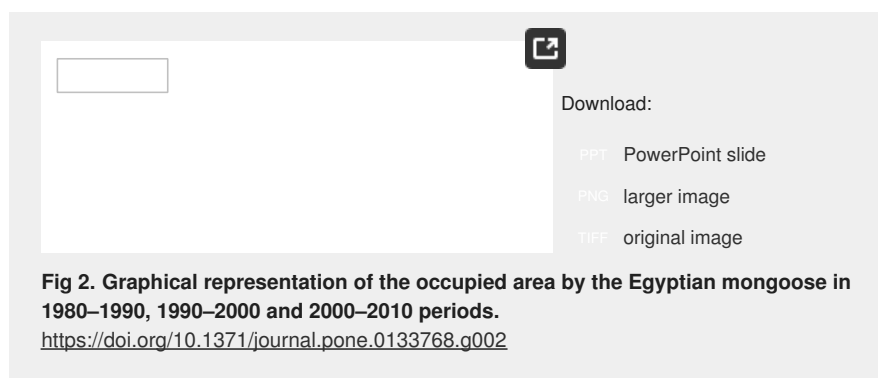 Download:
PPT PowerPoint slide
PNG larger image
TIFF original image
Fig 2. Graphical representation of the occupied area by the Egyptian mongoose in
1980–1990, 1990–2000 and 2000–2010 periods.
https://doi.org/10.1371/journal.pone.0133768.g002